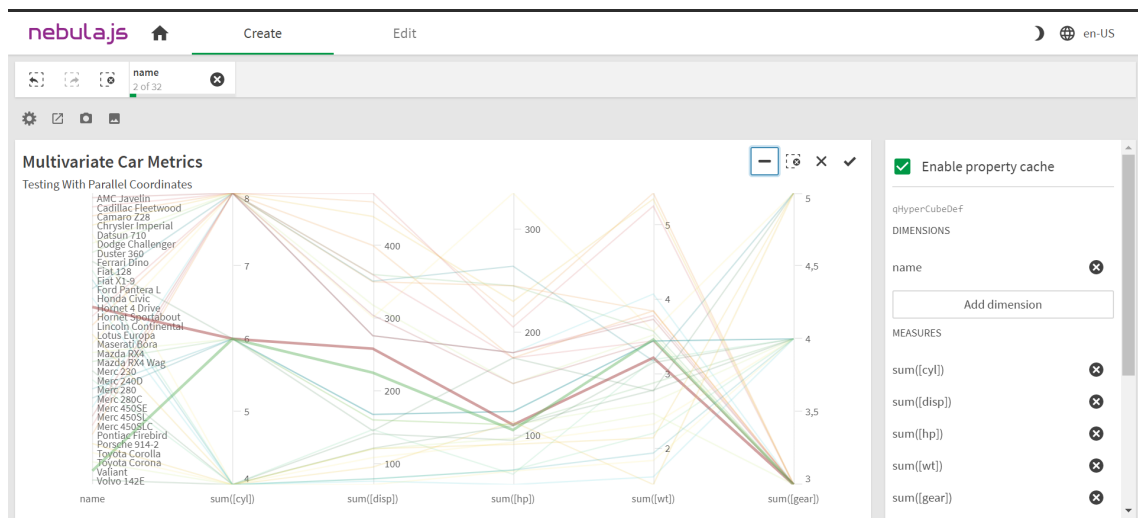 nebula.js
Create
Edit
en-US
name
2 of 32
Multivariate Car Metrics
Testing With Parallel Coordinates
AMC Javelin
Cadillac Fleetwood
Camaro Z28
Chrysler Imperial
Datsun 710
Dodge Challenger
Duster 360
Ferrari Dino
Fiat 128
Fiat X1-9
Ford Pantera L
Honda Civic
Hornet 4 Drive
Hornet Sportabout
Lincoln Continental
Lotus Europa
Maserati Bora
Mazda RX4
Mazda RX4 Wag
Merc 230
Merc 240D
Merc 280
Merc 280C
Merc 450SE
Merc 450SL
Merc 450SLC
Pontiac Firebird
Porsche 914-2
Toyota Corolla
Toyota Corona
Valiant
Volvo 142E
8
7
6
5
4
400
300
200
100
300
200
100
5
4
3
2
5
4,5
4
3,5
3
name
sum([cyl])
sum([disp])
sum([hp])
sum([wt])
sum([gear])
Enable property cache
qHyperCubeDef
DIMENSIONS
name
Add dimension
MEASURES
sum([cyl])
sum([disp])
sum([hp])
sum([wt])
sum([gear])